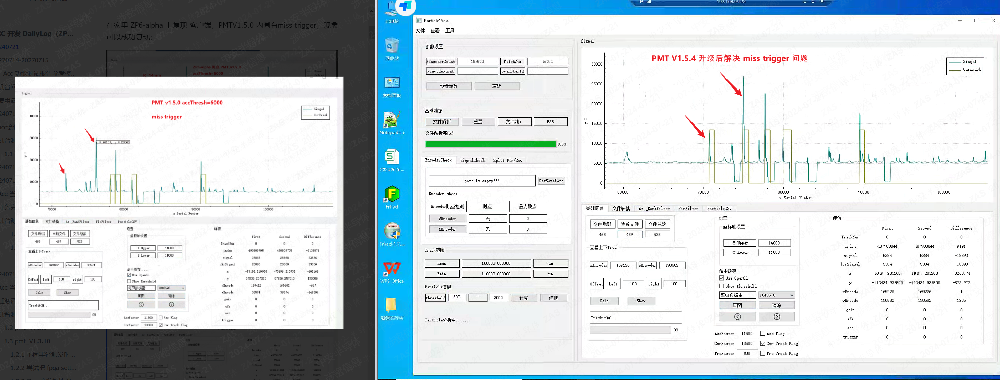 在家里 ZP6-alpha 上复现 客户端，PMTV1.5.0 内圈有miss trigger，现象
可以成功复现；
CC 开发 DailyLog（ZP...
240721
270714-20270715
Acc 功能测试报告参考模...
1.3 pmt_V1.3.10
1.2.1 不同半径触发时...
1.2.2 尝试把 fpga sett...
ZP6-alpha 机台,PMT_v1.5.0
accThresh=6000
R=14mm
Signal
PMT_v1.5.0 accThresh=6000
miss trigger
Singal
CurTrack
x = 76137, y = 28868
y I
40000
30000
20000
10000
0
70000
80000
90000
100000
x Serial Number
基础信息 文件转换 Az _RankFilter FirFilter ParticleCSV
文件后缀 当前文件 文件总数
468 469 528
查看上下Track
xEncoder 169482 wEncoder 36574
Offset left 100 right 100
Calc Show
Track计算...
0%
设置
坐标轴设置
Y Upper 14000
Y Lower 11000
命中缓存.....
Use OpenGL
Show Threshold
每页数据量 1048576
画图 清除
AccFactor 11500 Acc Flag
CurFactor 13500 Cur Track Flag
详情
First Second Difference
TrackNum 0 0 0
index 490809705 490809705 -7138874
signal 28868 28868 23536
firSignal 28868 28868 23536
x -73196.210938 -73196.210938 -102166
y 87936.257813 87936.257813 198086
xEncode 169482 169482 -647
wEncode 36574 36574 -149304
gain 0 0 0
afs 0 0 0
acc 0 0 0
trigger 0 0 0
192.168.99.22
此电脑
回收站
控制面板
Notepad++
20240626...
Frhed
Frhed-1.7....
WPS Office
新建文件夹
ParticleView
文件 查看 工具
参数设置
XEncoderCount 187500 Pitch/um 160.0
xEncodeStrat ScanStartR
设置参数 清除
基础数据
文件解析 重置 文件数： 528
文件解析完成!
100%
EncoderCheck SignalCheck Split Fir/Raw
path is empty!!! SetSavePath
Encoder check...
Encoder跳点检测 跳点 最大跳点
WEncoder 无 0
XEncoder 无 0
Track范围
Rmax 150000.000000 um
Rmin 110000.000000 um
Particle信息
threshold 300 ~ 2000 计算 详情
Particle分析中......
Signal
PMT V1.5.4 升级后解决 miss trigger 问题
Singal
CurTrack
y I
30000
25000
20000
15000
10000
5000
0
60000
70000
80000
90000
100000
x Serial Number
基础信息 文件转换 Az _RankFilter FirFilter ParticleCSV
文件后缀 当前文件 文件总数
468 469 528
查看上下Track
xEncoder 169226 wEncoder 190582
Offset left 100 right 100
Calc Show
Track计算...
0%
设置
坐标轴设置
Y Upper 14000
Y Lower 11000
命中缓存.....
Use OpenGL
Show Threshold
每页数据量 1048576
画图 清除
AccFactor 11500 Acc Flag
CurFactor 13500 Cur Track Flag
PreFactor 600 Pre Track Flag
详情
First Second Difference
TrackNum 0 0 0
index 487983844 487983844 9191
signal 5384 5384 -18893
firSignal 5384 5384 -18893
x 16497.281250 16497.281250 -3268.74
y -113424.937500 -113424.937500 -522.922
xEncode 169226 169226 1
wEncode 190582 190582 1205
gain 0 0 0
afs 0 0 0
acc 0 0 0
trigger 0 0 0